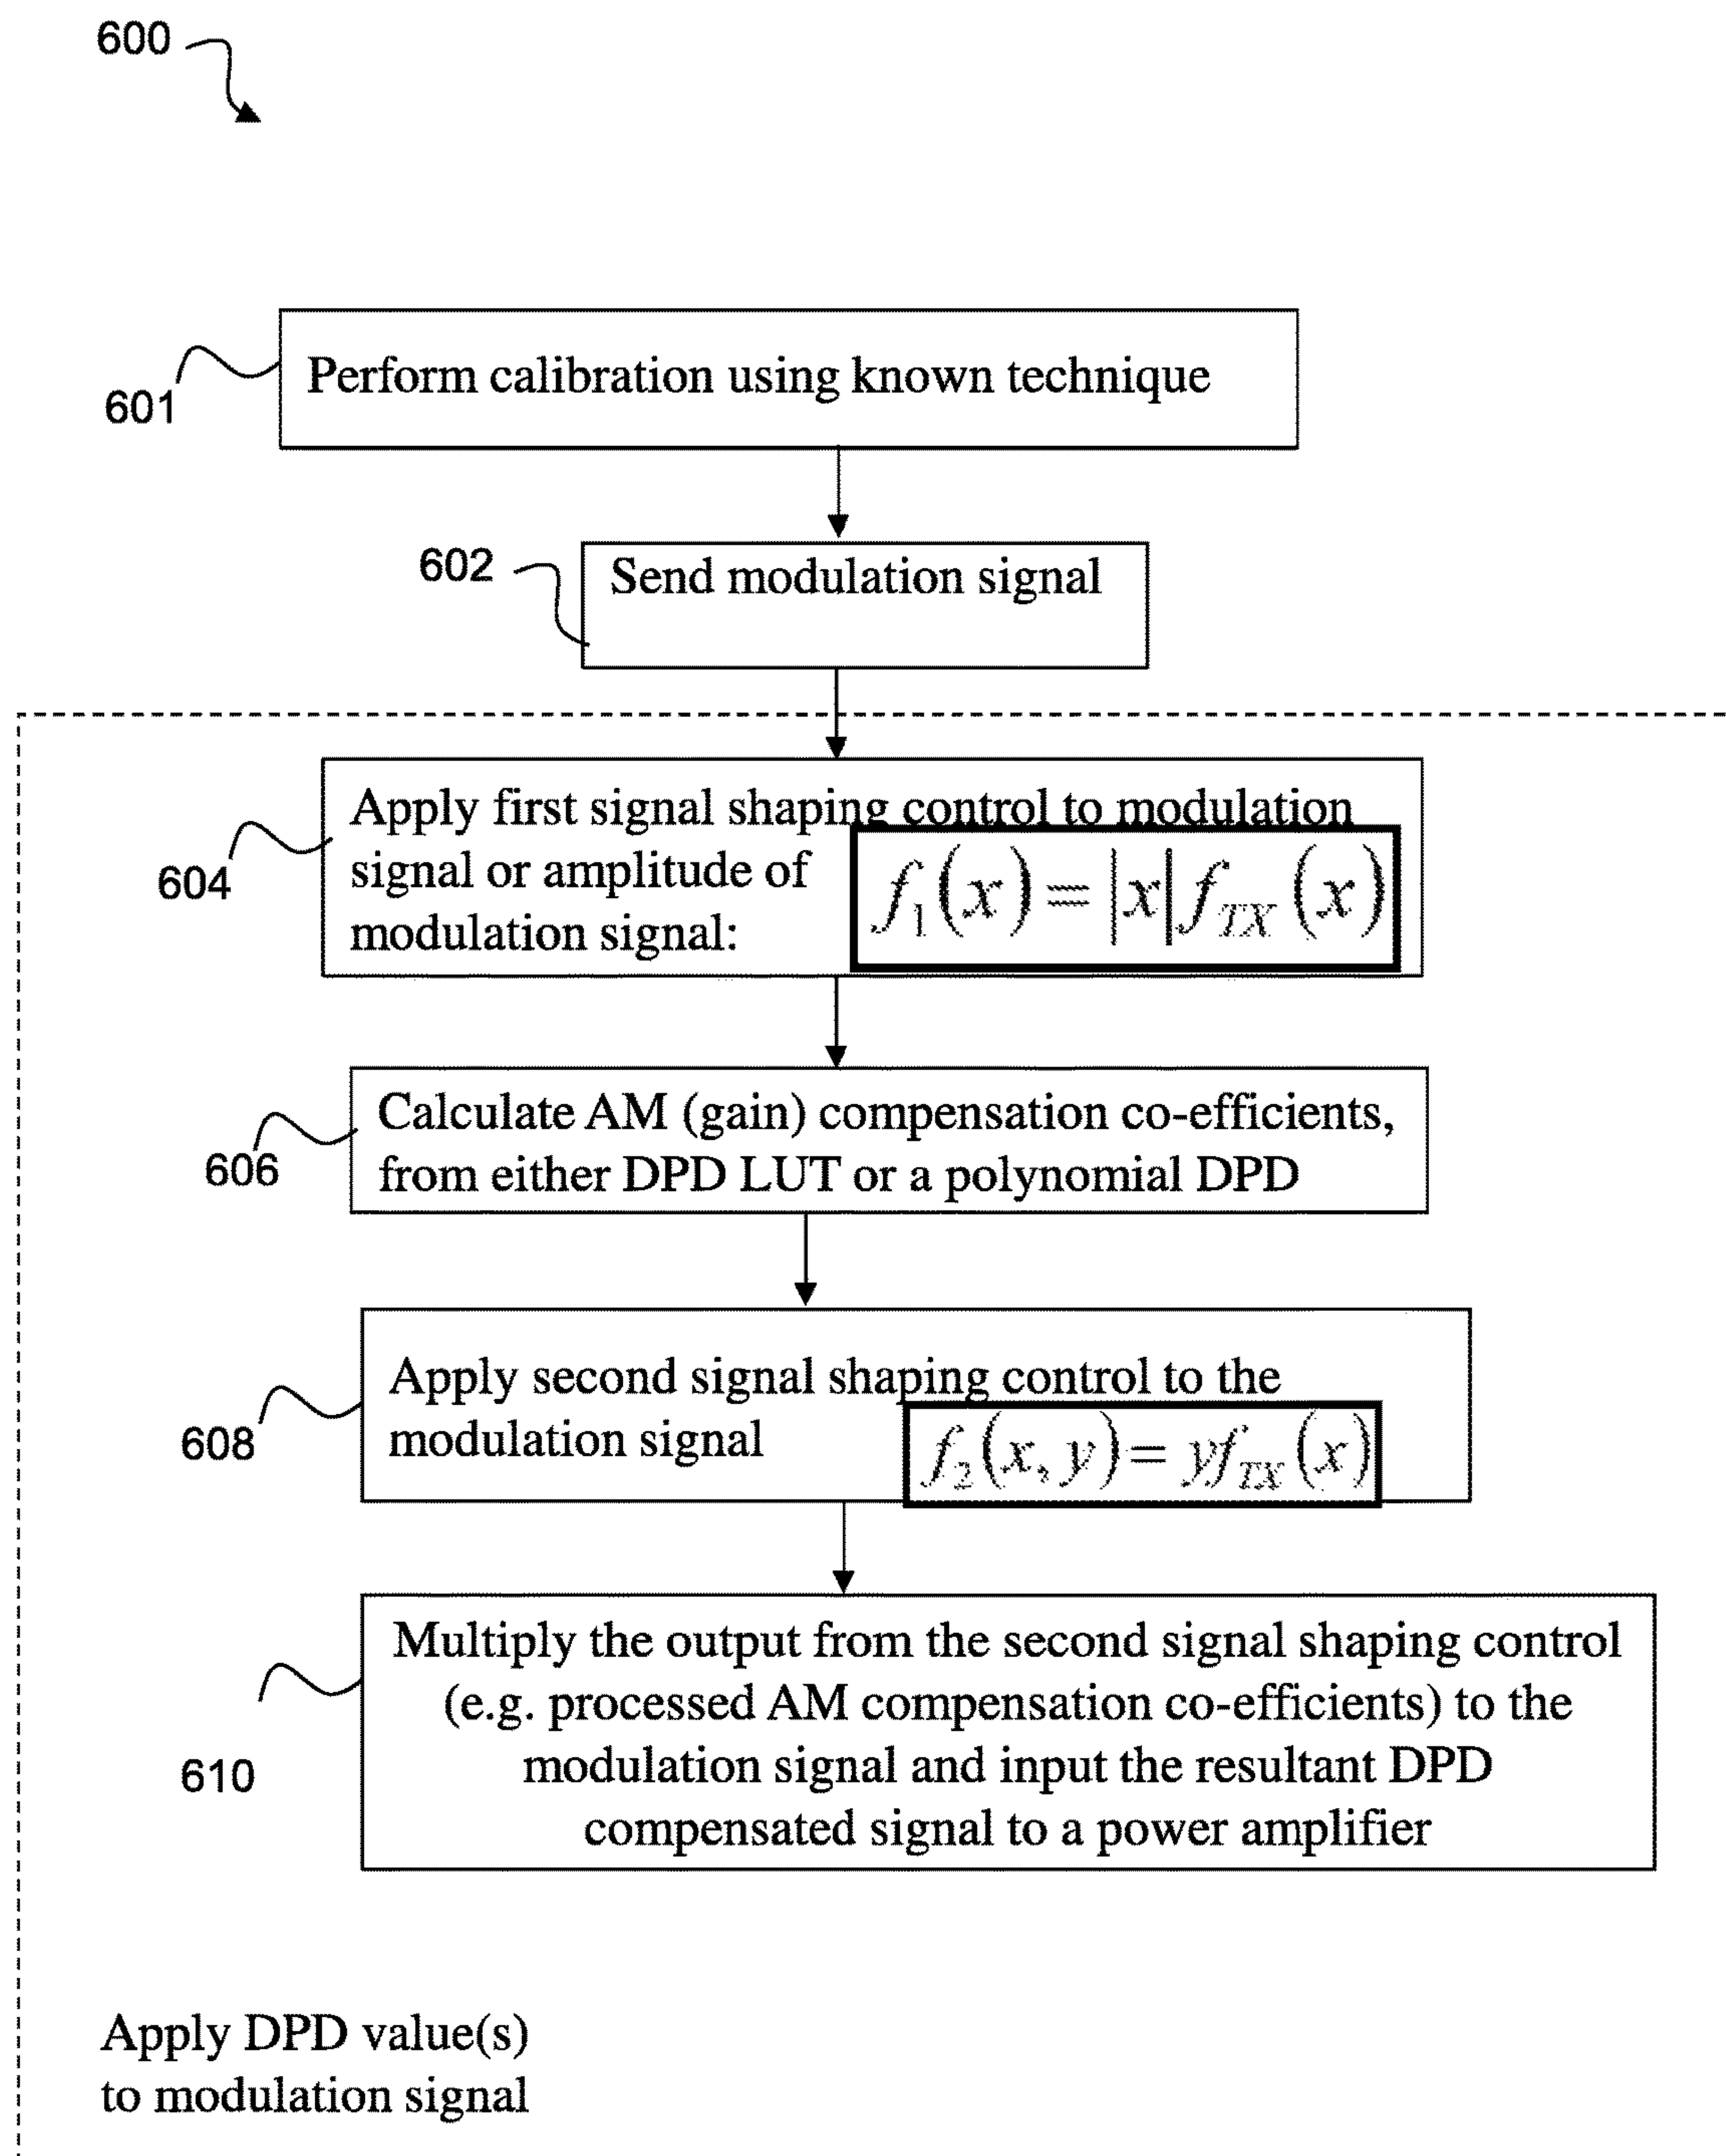 600
601
Perform calibration using known technique
602
Send modulation signal
604
Apply first signal shaping control to modulation
signal or amplitude of
modulation signal:
f₁(x) = |x| f_TX (x)
606
Calculate AM (gain) compensation co-efficients,
from either DPD LUT or a polynomial DPD
608
Apply second signal shaping control to the
modulation signal
f₂(x, y) = yf_TX (x)
610
Multiply the output from the second signal shaping control
(e.g. processed AM compensation co-efficients) to the
modulation signal and input the resultant DPD
compensated signal to a power amplifier
Apply DPD value(s)
to modulation signal